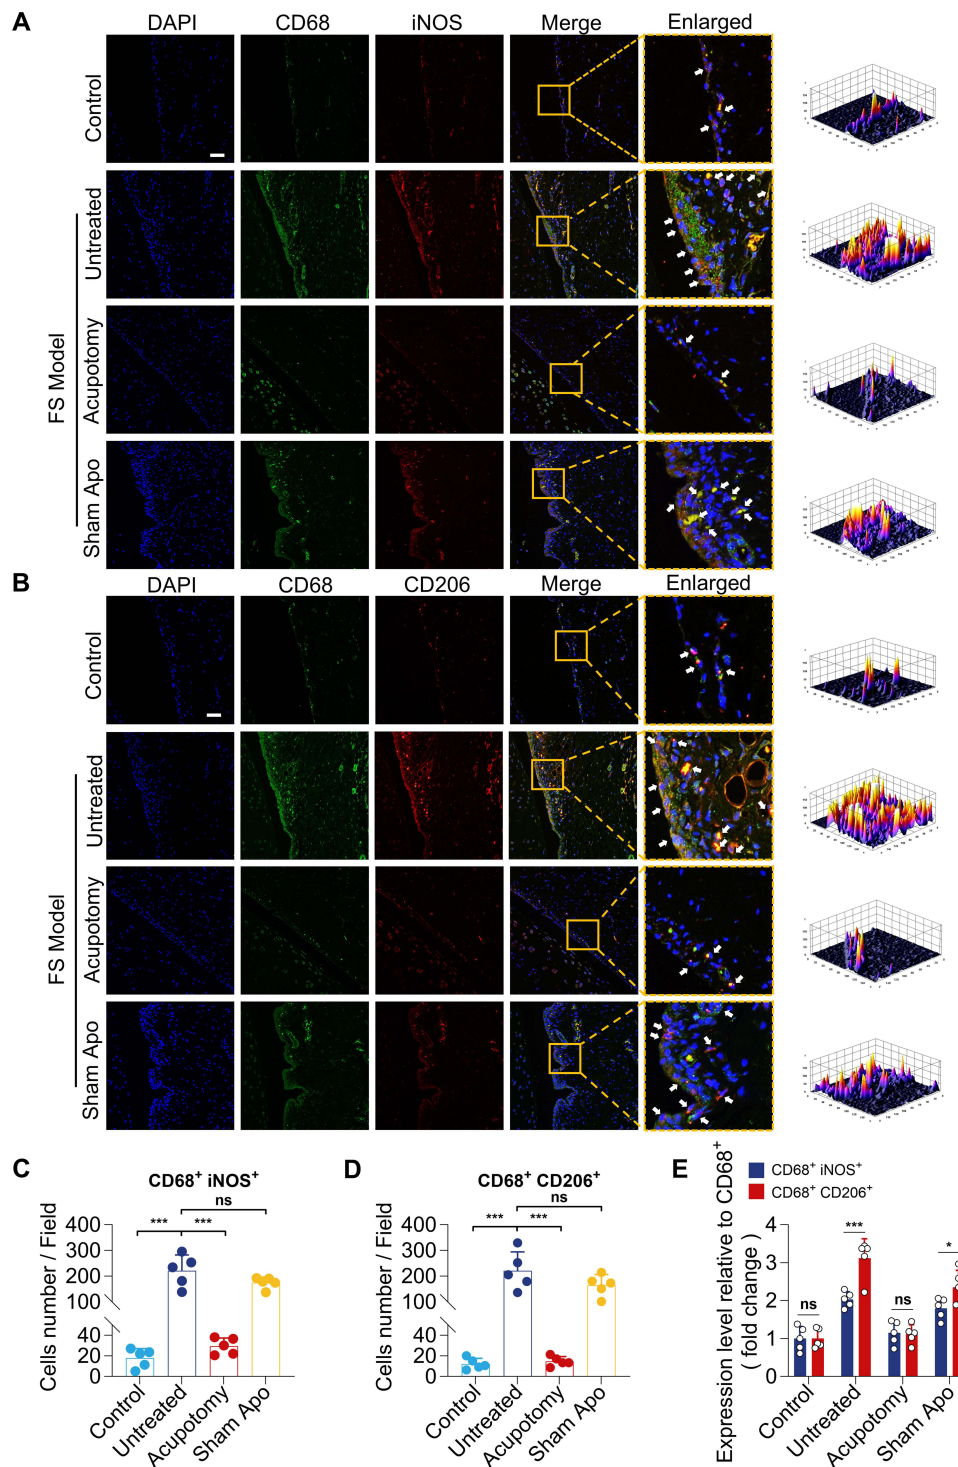 A
DAPI CD68 iNOS Merge Enlarged
Control
FS Model
Untreated
Acupotomy
Sham Apo
B
DAPI CD68 CD206 Merge Enlarged
Control
FS Model
Untreated
Acupotomy
Sham Apo
C
CD68+ iNOS+
ns
*** ***
Cells number / Field
400
300
200
100
40
20
0
Control Untreated Acupotomy Sham Apo
D
CD68+ CD206+
ns
*** ***
Cells number / Field
400
300
200
100
40
20
0
Control Untreated Acupotomy Sham Apo
E
CD68+ iNOS+
CD68+ CD206+
Expression level relative to CD68+
( fold change )
4
3
2
1
0
ns *** ns *
Control Untreated Acupotomy Sham Apo